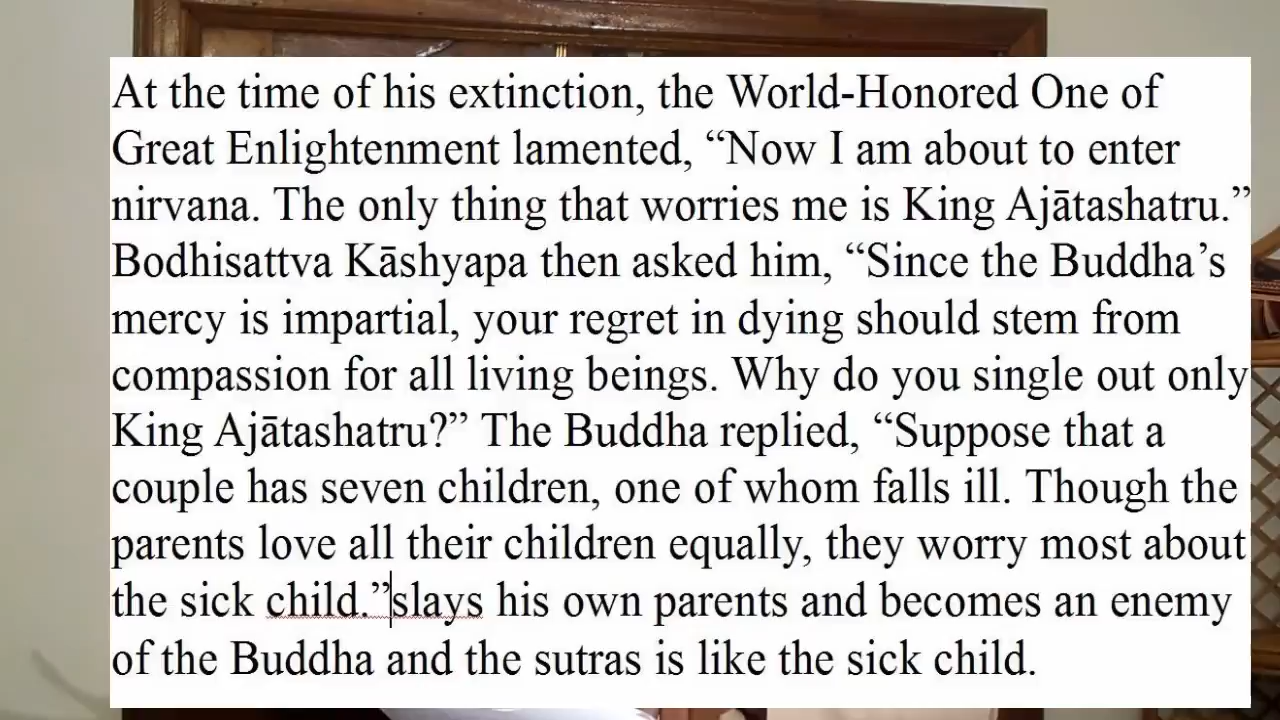 At the time of his extinction, the World-Honored One of
Great Enlightenment lamented, “Now I am about to enter
nirvana. The only thing that worries me is King Ajātashatru.”
Bodhisattva Kāshyapa then asked him, “Since the Buddha’s
mercy is impartial, your regret in dying should stem from
compassion for all living beings. Why do you single out only
King Ajātashatru?” The Buddha replied, “Suppose that a
couple has seven children, one of whom falls ill. Though the
parents love all their children equally, they worry most about
the sick child.”slays his own parents and becomes an enemy
of the Buddha and the sutras is like the sick child.